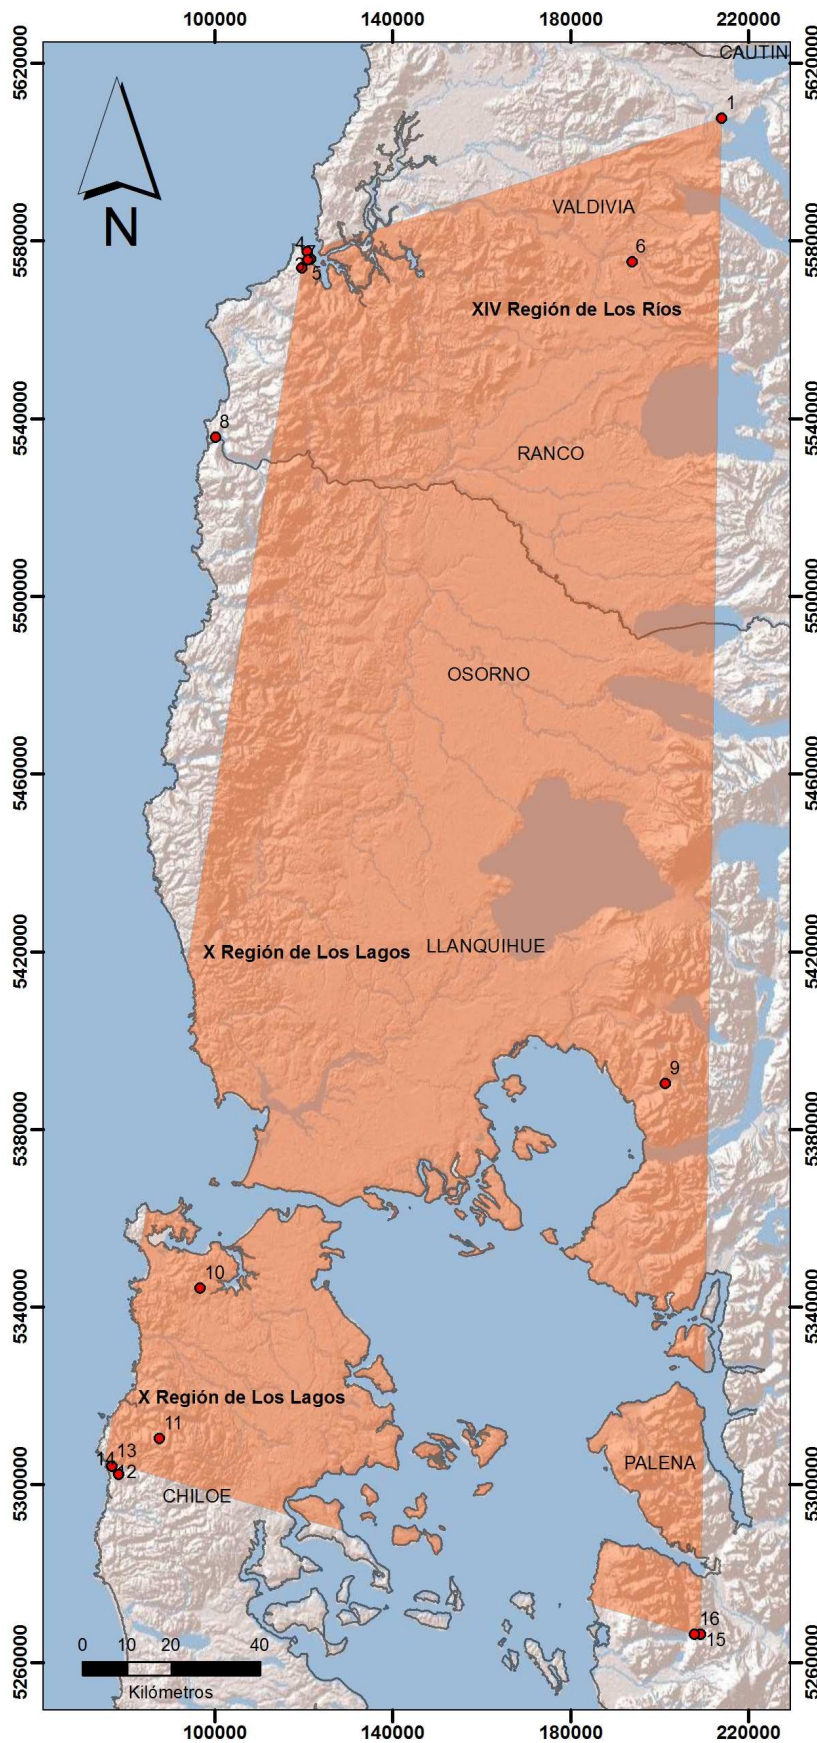 100000 140000 180000 220000
5620000 5620000
CAUTIN
1
N
VALDIVIA
5580000 5580000
4 7
6
5
XIV Región de Los Ríos
5540000 5540000
8
RANCO
5500000 5500000
OSORNO
5460000 5460000
5420000 5420000
X Región de Los Lagos
LLANQUIHUE
9
5380000 5380000
10
5340000 5340000
X Región de Los Lagos
11
13
14
12
PALENA
5300000 5300000
CHILOE
16
15
0 10 20 40
Kilómetros
5260000 5260000
100000 140000 180000 220000